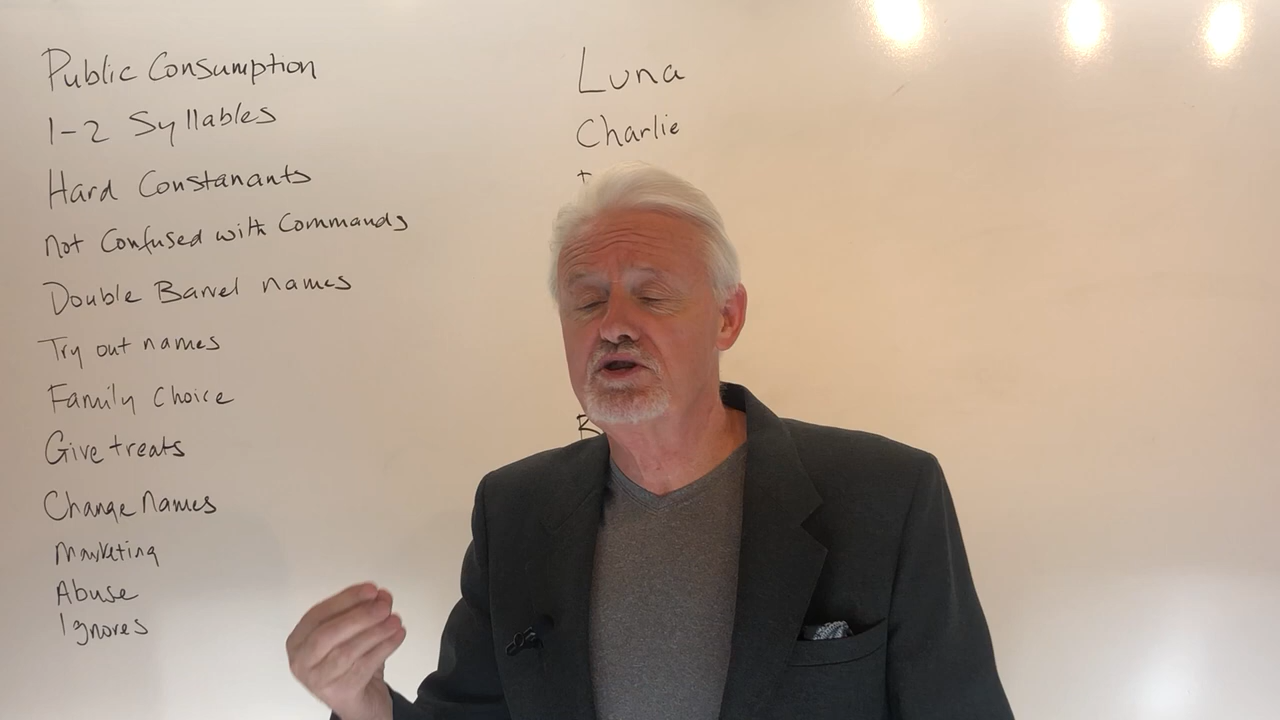 Public Consumption
1-2 Syllables
Hard Constanants
Not Confused with Commands
Double Barrel names
Try out names
Family Choice
Give treats
Change Names
Marketing
Abuse
Ignores
Luna
Charlie